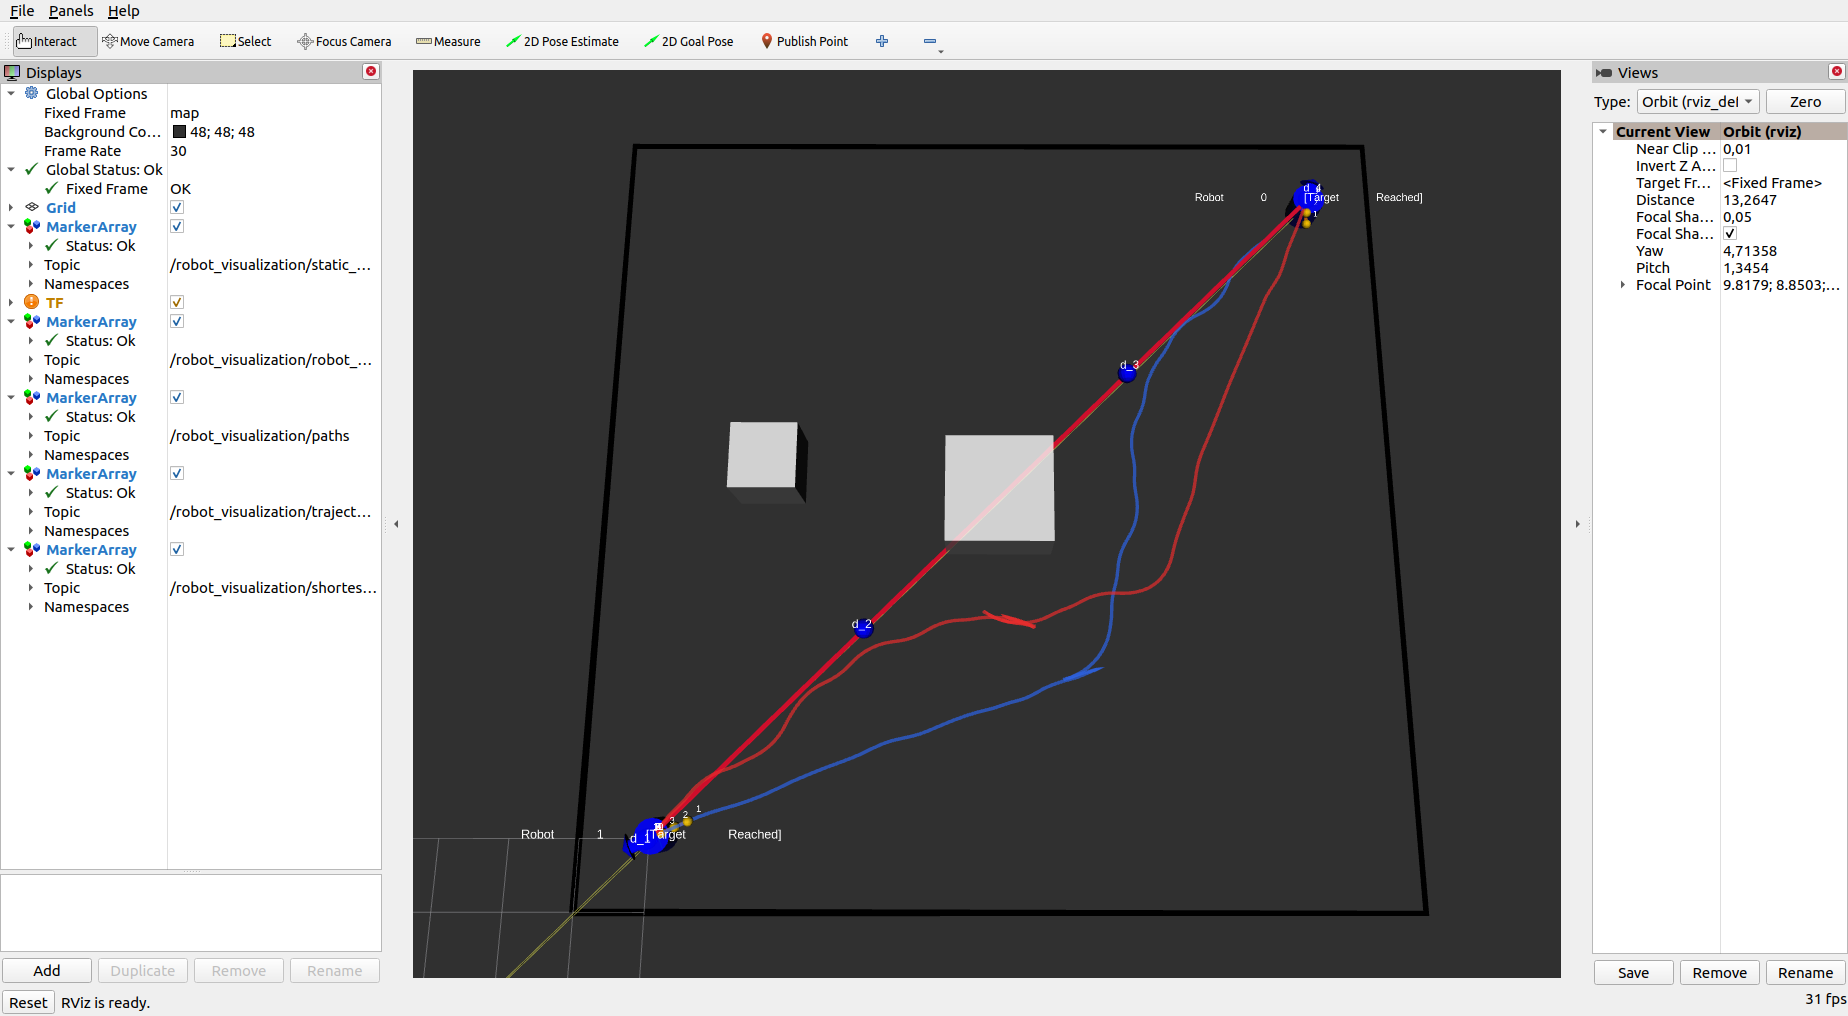 File Panels Help
Interact Move Camera Select Focus Camera Measure 2D Pose Estimate 2D Goal Pose Publish Point
Displays
Global Options
Fixed Frame map
Background Co... 48; 48; 48
Frame Rate 30
Global Status: Ok
Fixed Frame OK
Grid
MarkerArray
Status: Ok
Topic /robot_visualization/static_...
Namespaces
TF
MarkerArray
Status: Ok
Topic /robot_visualization/robot_...
Namespaces
MarkerArray
Status: Ok
Topic /robot_visualization/paths
Namespaces
MarkerArray
Status: Ok
Topic /robot_visualization/traject...
Namespaces
MarkerArray
Status: Ok
Topic /robot_visualization/shortes...
Namespaces
Add Duplicate Remove Rename
Reset RViz is ready.
d_4
Robot 0 [Target Reached]
1
d_3
d_2
1
2
3
d_1
Robot 1 [Target Reached]
Views
Type: Orbit (rviz_def Zero
Current View Orbit (rviz)
Near Clip ... 0,01
Invert Z A...
Target Fr... <Fixed Frame>
Distance 13,2647
Focal Sha... 0,05
Focal Sha...
Yaw 4,71358
Pitch 1,3454
Focal Point 9.8179; 8.8503;...
Save Remove Rename
31 fps